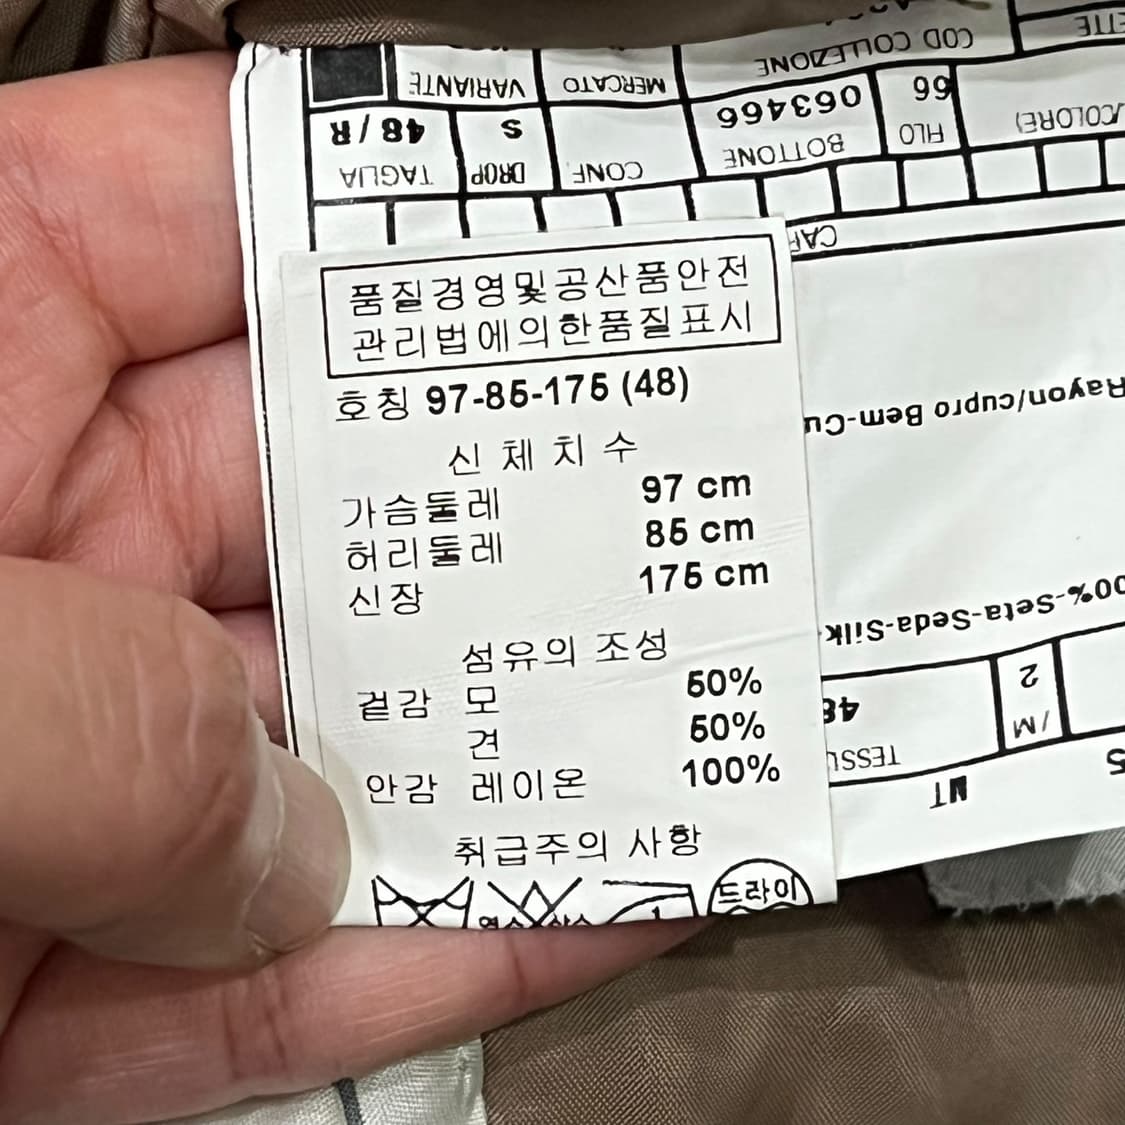 품질경영및공산품안전
관리법에의한품질표시
호칭 97-85-175 (48)
신체치수
가슴둘레 97 cm
허리둘레 85 cm
신장 175 cm
섬유의 조성
겉감 모 50%
견 50%
안감 레이온 100%
취급주의 사항
드라이
COD COLLEZIONE
VARIANTE MERCATO
48/R S 063466 66
TAGLIA DROP CONF. BOTTONE FILO
Rayon/cupro Bem-Cu
00%-Seta-Seda-Silk
48 /M 2
MT